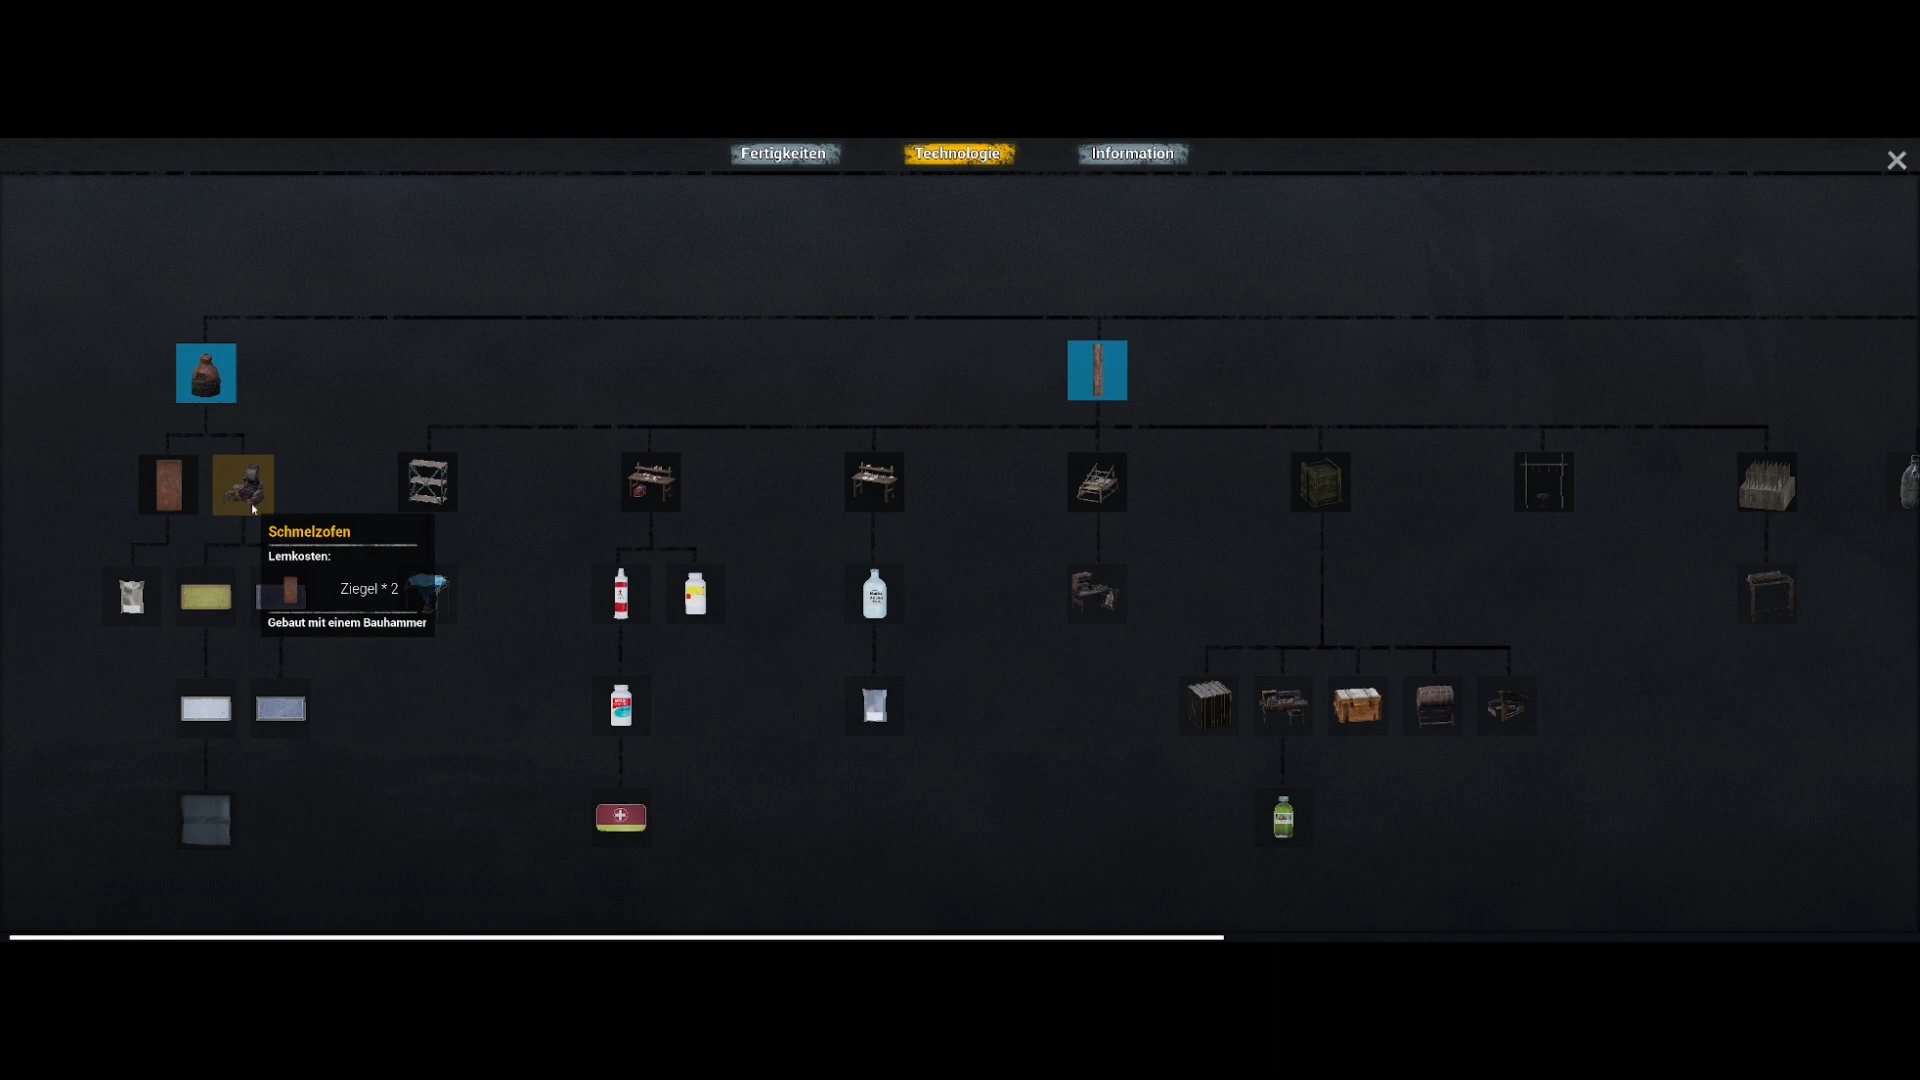 Fertigkeiten
Technologie
Information
Schmelzofen
Lernkosten:
Ziegel * 2
Gebaut mit einem Bauhammer